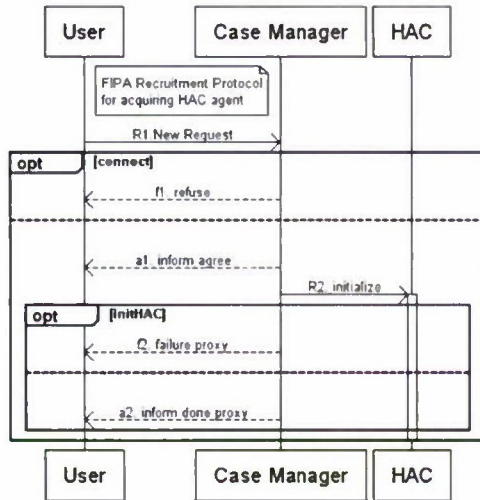 User Case Manager HAC
FIPA Recruitment Protocol
for acquiring HAC agent
R1.New Request
opt [connect]
f1. refuse
a1. inform agree
R2. initialize
opt [initHAC]
f2. failure proxy
a2. inform done proxy
User Case Manager HAC